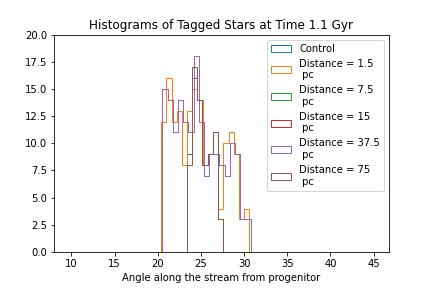 Histograms of Tagged Stars at Time 1.1 Gyr
20.0
17.5
15.0
12.5
10.0
7.5
5.0
2.5
0.0
Control
Distance = 1.5
pc
Distance = 7.5
pc
Distance = 15
pc
Distance = 37.5
pc
Distance = 75
pc
10 15 20 25 30 35 40 45
Angle along the stream from progenitor